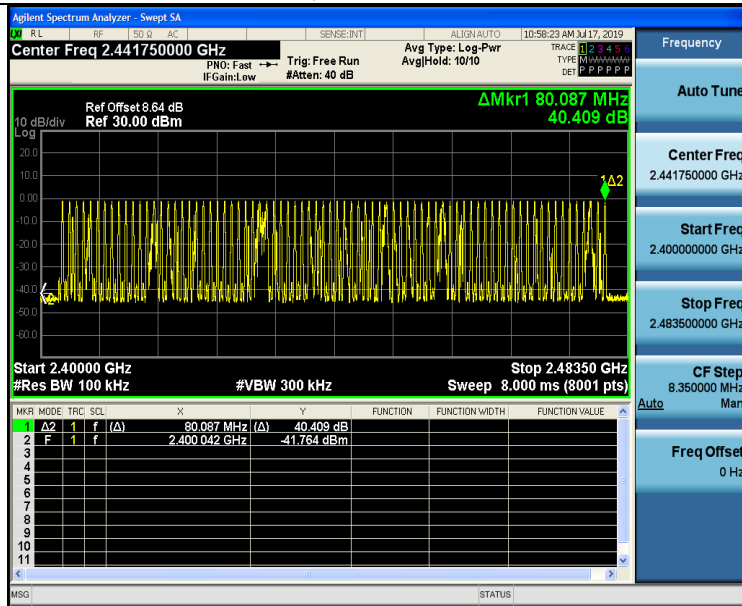 Agilent Spectrum Analyzer - Swept SA
LXI RL RF 50 Ω AC SENSE:INT ALIGN AUTO 10:58:23 AM Jul 17, 2019
Center Freq 2.441750000 GHz
PNO: Fast
IFGain:Low
Trig: Free Run
#Atten: 40 dB
Avg Type: Log-Pwr
Avg|Hold: 10/10
TRACE 1 2 3 4 5 6
TYPE M
DET P P P P P P
Ref Offset 8.64 dB
Ref 30.00 dBm
10 dB/div
Log
ΔMkr1 80.087 MHz
40.409 dB
20.0
10.0
0.00
-10.0
-20.0
-30.0
-40.0
-50.0
-60.0
1Δ2
Start 2.40000 GHz
Stop 2.48350 GHz
#Res BW 100 kHz
#VBW 300 kHz
Sweep 8.000 ms (8001 pts)
MKR MODE TRC SCL X Y FUNCTION FUNCTION WIDTH FUNCTION VALUE
1 Δ2 1 f (Δ) 80.087 MHz (Δ) 40.409 dB
2 F 1 f 2.400 042 GHz -41.764 dBm
3
4
5
6
7
8
9
10
11
MSG
STATUS
Frequency
Auto Tune
Center Freq
2.441750000 GHz
Start Freq
2.400000000 GHz
Stop Freq
2.483500000 GHz
CF Step
8.350000 MHz
Auto Man
Freq Offset
0 Hz